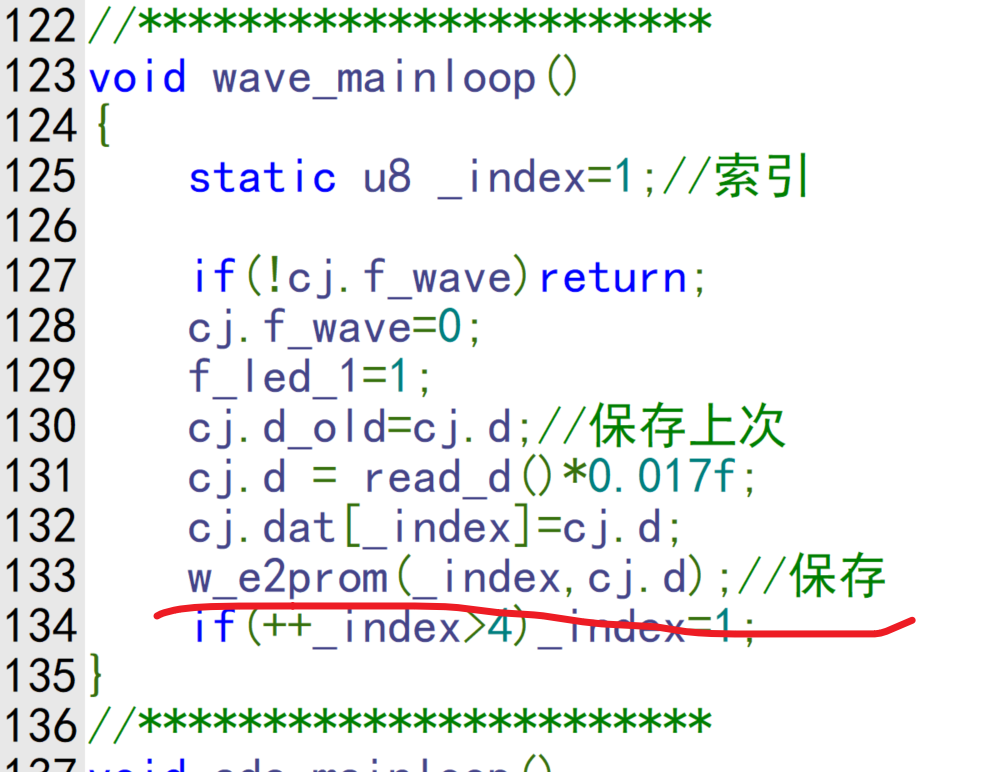 122 //***********************
123 void wave_mainloop()
124 {
125 static u8 _index=1;//索引
126
127 if(!cj.f_wave)return;
128 cj.f_wave=0;
129 f_led_1=1;
130 cj.d_old=cj.d;//保存上次
131 cj.d = read_d()*0.017f;
132 cj.dat[_index]=cj.d;
133 w_e2prom(_index,cj.d);//保存
134 if(++_index>4)_index=1;
135 }
136 //***********************